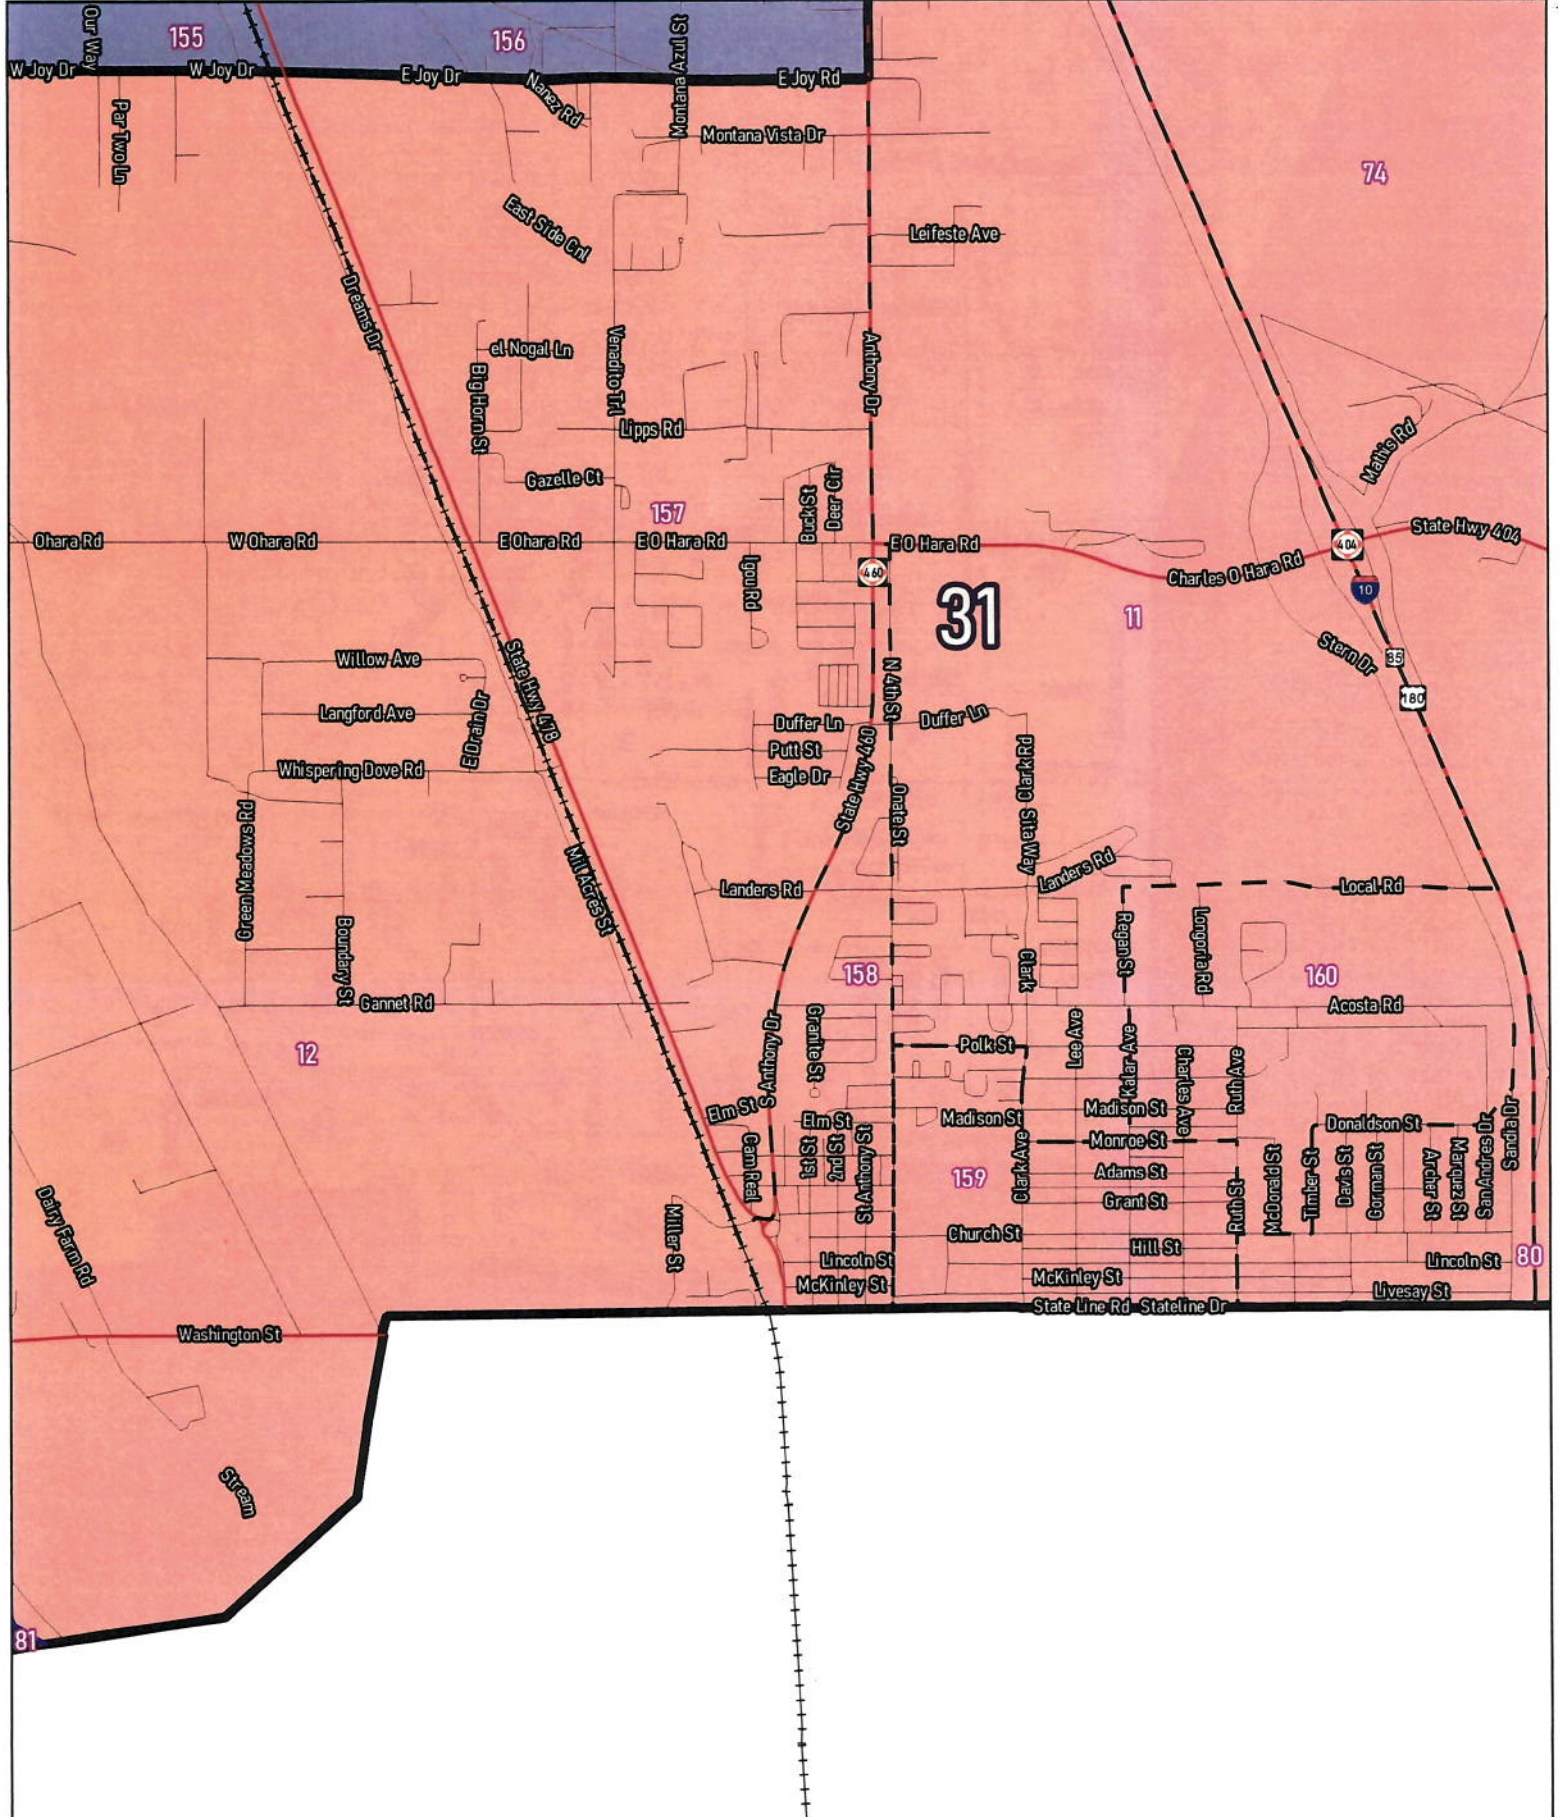 155
156
Our Way
Montana Azul St
W Joy Dr
W Joy Dr
E Joy Dr
E Joy Rd
Nanez Rd
Par Two Ln
Montana Vista Dr
74
East Side Cnl
Leifeste Ave
Dreams Dr
el Nogal Ln
Venadito Trl
Anthony Dr
Big Horn St
Lipps Rd
Mathis Rd
Gazelle Ct
Buck St
Deer Cir
157
Ohara Rd
W Ohara Rd
E Ohara Rd
E O Hara Rd
E O Hara Rd
State Hwy 404
404
Charles O Hara Rd
460
Igou Rd
10
31
11
Willow Ave
State Hwy 478
Stern Dr
85
180
N 4th St
Langford Ave
E Drain Dr
Duffer Ln
Duffer Ln
Putt St
Eagle Dr
Whispering Dove Rd
State Hwy 460
Clark Rd
Sita Way
Onate St
Green Meadows Rd
Mill Acres St
Landers Rd
Landers Rd
Local Rd
Boundary St
Regan St
Longoria Rd
Clark
158
160
Gannet Rd
Acosta Rd
12
S Anthony Dr
Granite St
Polk St
Lee Ave
Kalar Ave
Charles Ave
Ruth Ave
Elm St
Elm St
Madison St
Madison St
Donaldson St
Sandia Dr
Cam Real
1st St
2nd St
St Anthony St
159
Clark Ave
Monroe St
Adams St
Grant St
Ruth St
McDonald St
Timber St
Davis St
Gorman St
Archer St
Marquez St
San Andres Dr
Dairy Farm Rd
Miller St
Church St
Hill St
Lincoln St
Lincoln St
80
McKinley St
McKinley St
Livesay St
State Line Rd
Stateline Dr
Washington St
Stream
81